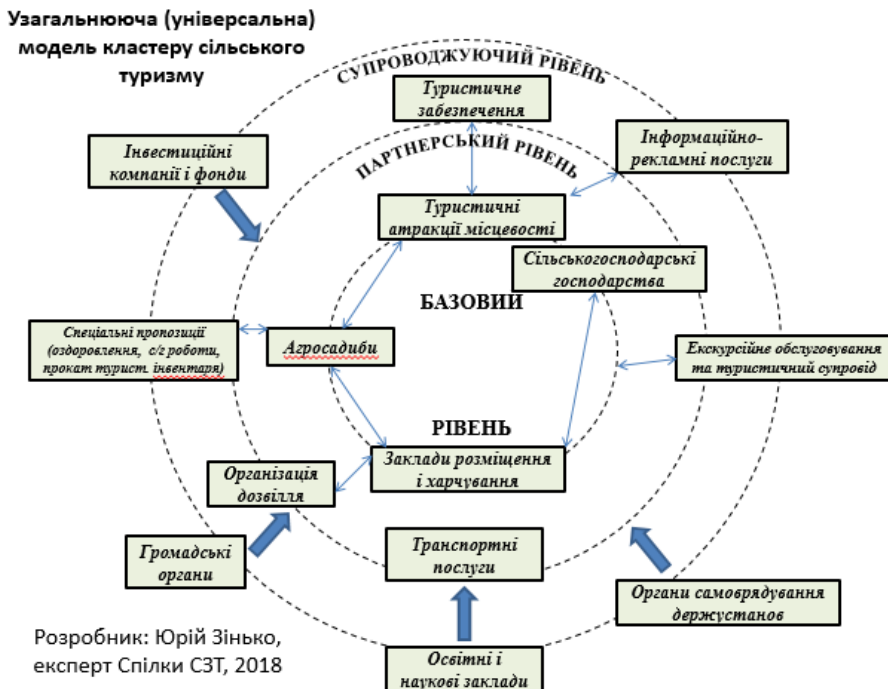 Узагальнююча (універсальна)
модель кластеру сільського
туризму
СУПРОВОДЖУЮЧИЙ РІВЕНЬ
Туристичне
забезпечення
Інвестиційні
компанії і фонди
ПАРТНЕРСЬКИЙ РІВЕНЬ
Інформаційно-
рекламні послуги
Туристичні
атракції місцевості
Сільськогосподарські
господарства
БАЗОВИЙ
Спеціальні пропозиції
(оздоровлення, с/г роботи,
прокат турист. інвентаря)
Агросадиби
Екскурсійне обслуговування
та туристичний супровід
РІВЕНЬ
Заклади розміщення
і харчування
Організація
дозвілля
Громадські
органи
Транспортні
послуги
Органи самоврядування
держустанов
Розробник: Юрій Зінько,
експерт Спілки СЗТ, 2018
Освітні і
наукові заклади